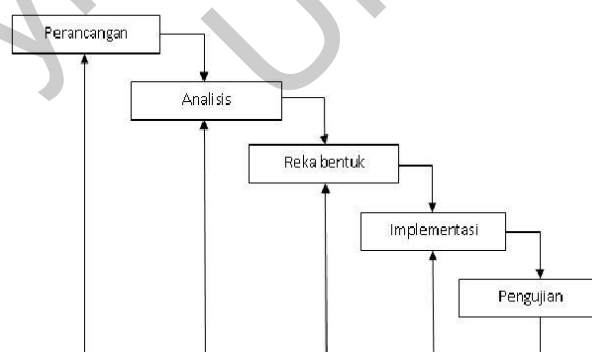 Perancangan
Analisis
Reka bentuk
Implementasi
Pengujian